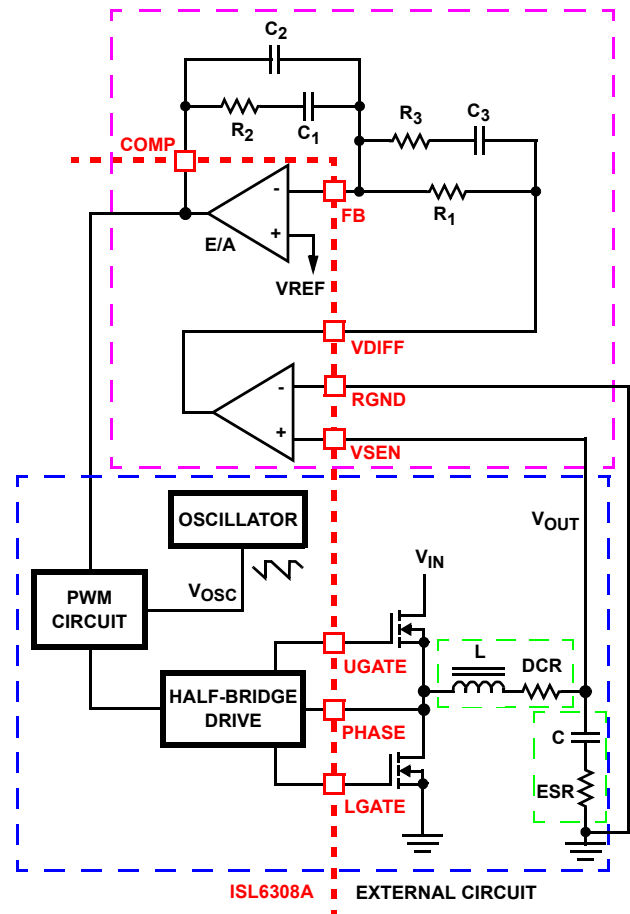 C2
R2
C1
R3
C3
COMP
-
FB
R1
E/A
+
VREF
VDIFF
-
RGND
+
VSEN
OSCILLATOR
VOUT
VIN
PWM
CIRCUIT
VOSC
L
DCR
UGATE
HALF-BRIDGE
DRIVE
PHASE
C
ESR
LGATE
ISL6308A
EXTERNAL CIRCUIT